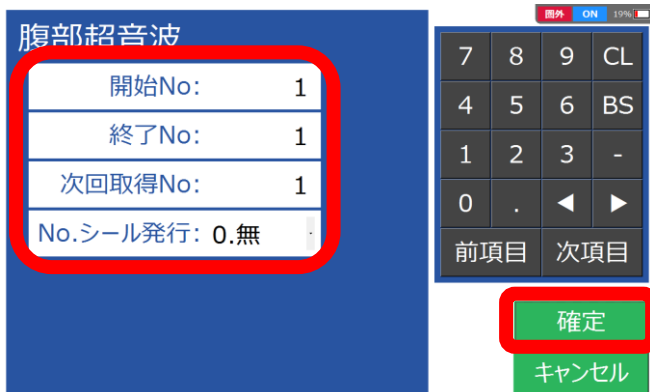 圏外 ON 19%
腹部超音波
開始No: 1
終了No: 1
次回取得No: 1
No.シール発行: 0.無
7 8 9 CL
4 5 6 BS
1 2 3 -
0 . ◀ ▶
前項目 次項目
確定
キャンセル